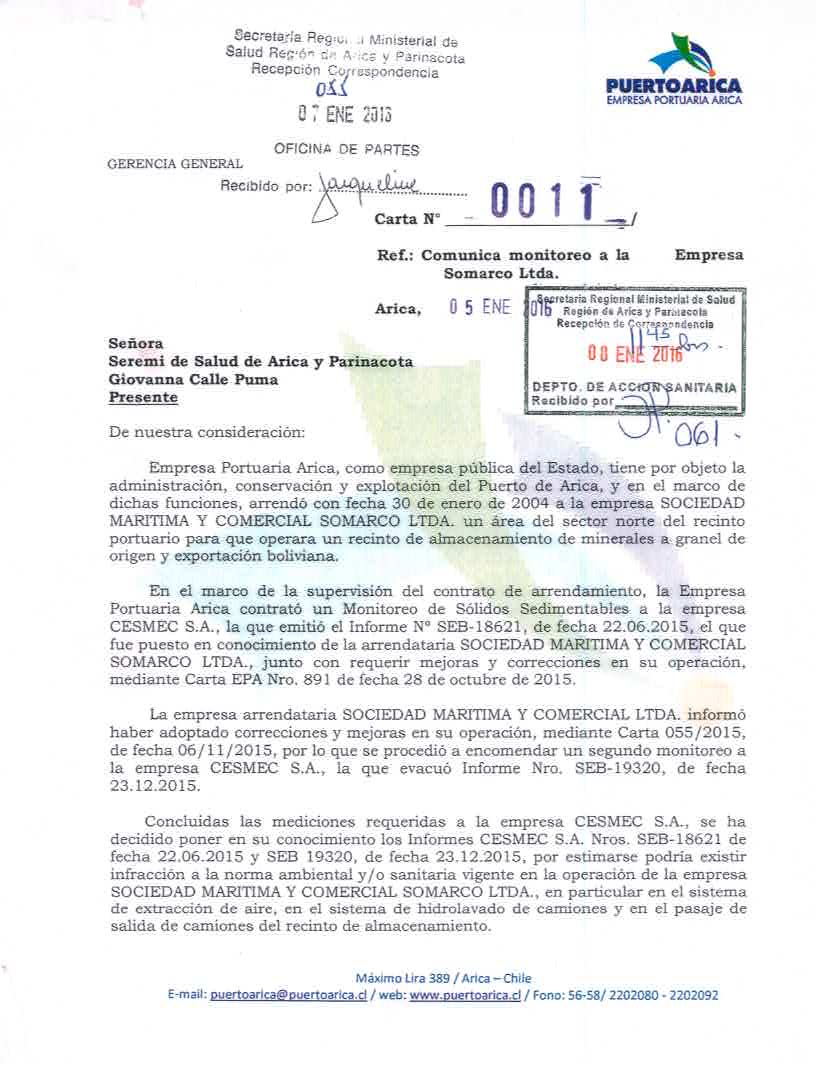 Secretaría Regional Ministerial de
Salud Región de Arica y Parinacota
Recepción Correspondencia
07 ENE 2016
OFICINA DE PARTES
Recibido por: Jacqueline
PUERTOARICA
EMPRESA PORTUARIA ARICA
GERENCIA GENERAL
Carta N° 0011 /
Ref.: Comunica monitoreo a la Empresa
Somarco Ltda.
Arica, 05 ENE 2016
Secretaria Regional Ministerial de Salud
Región de Arica y Parinacota
Recepción de Correspondencia
1145
08 ENE 2016
DEPTO. DE ACCION SANITARIA
Recibido por
061.
Señora
Seremi de Salud de Arica y Parinacota
Giovanna Calle Puma
Presente
De nuestra consideración:
Empresa Portuaria Arica, como empresa pública del Estado, tiene por objeto la
administración, conservación y explotación del Puerto de Arica, y en el marco de
dichas funciones, arrendó con fecha 30 de enero de 2004 a la empresa SOCIEDAD
MARITIMA Y COMERCIAL SOMARCO LTDA. un área del sector norte del recinto
portuario para que operara un recinto de almacenamiento de minerales a granel de
origen y exportación boliviana.
En el marco de la supervisión del contrato de arrendamiento, la Empresa
Portuaria Arica contrató un Monitoreo de Sólidos Sedimentables a la empresa
CESMEC S.A., la que emitió el Informe N° SEB-18621, de fecha 22.06.2015, el que
fue puesto en conocimiento de la arrendataria SOCIEDAD MARITIMA Y COMERCIAL
SOMARCO LTDA., junto con requerir mejoras y correcciones en su operación,
mediante Carta EPA Nro. 891 de fecha 28 de octubre de 2015.
La empresa arrendataria SOCIEDAD MARITIMA Y COMERCIAL LTDA. informó
haber adoptado correcciones y mejoras en su operación, mediante Carta 055/2015,
de fecha 06/11/2015, por lo que se procedió a encomendar un segundo monitoreo a
la empresa CESMEC S.A., la que evacuó Informe Nro. SEB-19320, de fecha
23.12.2015.
Concluidas las mediciones requeridas a la empresa CESMEC S.A., se ha
decidido poner en su conocimiento los Informes CESMEC S.A. Nros. SEB-18621 de
fecha 22.06.2015 y SEB 19320, de fecha 23.12.2015, por estimarse podría existir
infracción a la norma ambiental y/o sanitaria vigente en la operación de la empresa
SOCIEDAD MARITIMA Y COMERCIAL SOMARCO LTDA., en particular en el sistema
de extracción de aire, en el sistema de hidrolavado de camiones y en el pasaje de
salida de camiones del recinto de almacenamiento.
Máximo Lira 389 / Arica – Chile
E-mail: puertoarica@puertoarica.cl / web: www.puertoarica.cl / Fono: 56-58/ 2202080 - 2202092